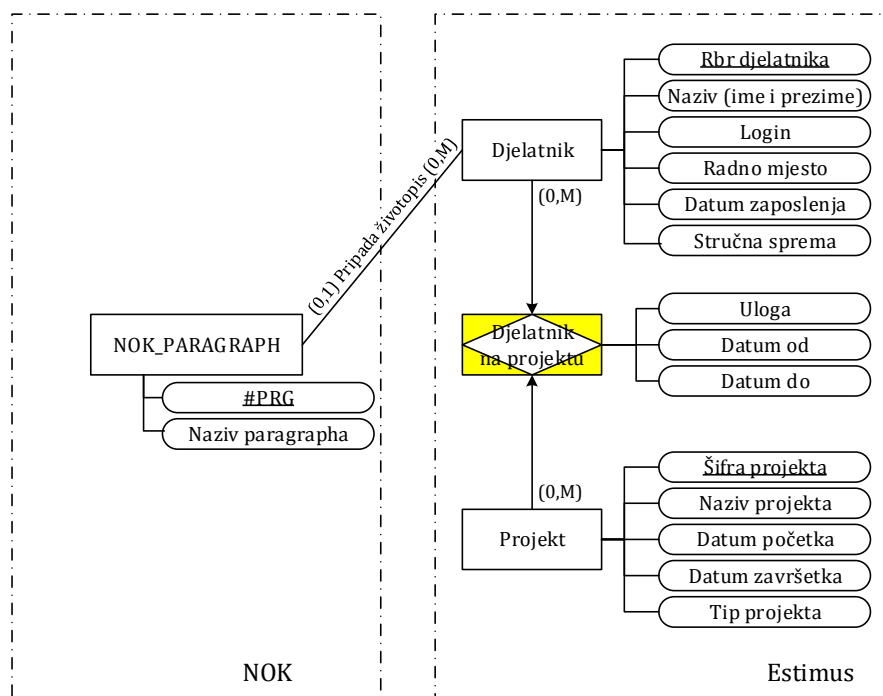 Rbr djelatnika
Naziv (ime i prezime)
Login
Radno mjesto
Datum zaposlenja
Stručna sprema
Djelatnik
(0,M)
(0,1) Pripada životopis (0,M)
NOK_PARAGRAPH
#PRG
Naziv paragrapha
Djelatnik
na projektu
Uloga
Datum od
Datum do
(0,M)
Projekt
Šifra projekta
Naziv projekta
Datum početka
Datum završetka
Tip projekta
NOK
Estimus